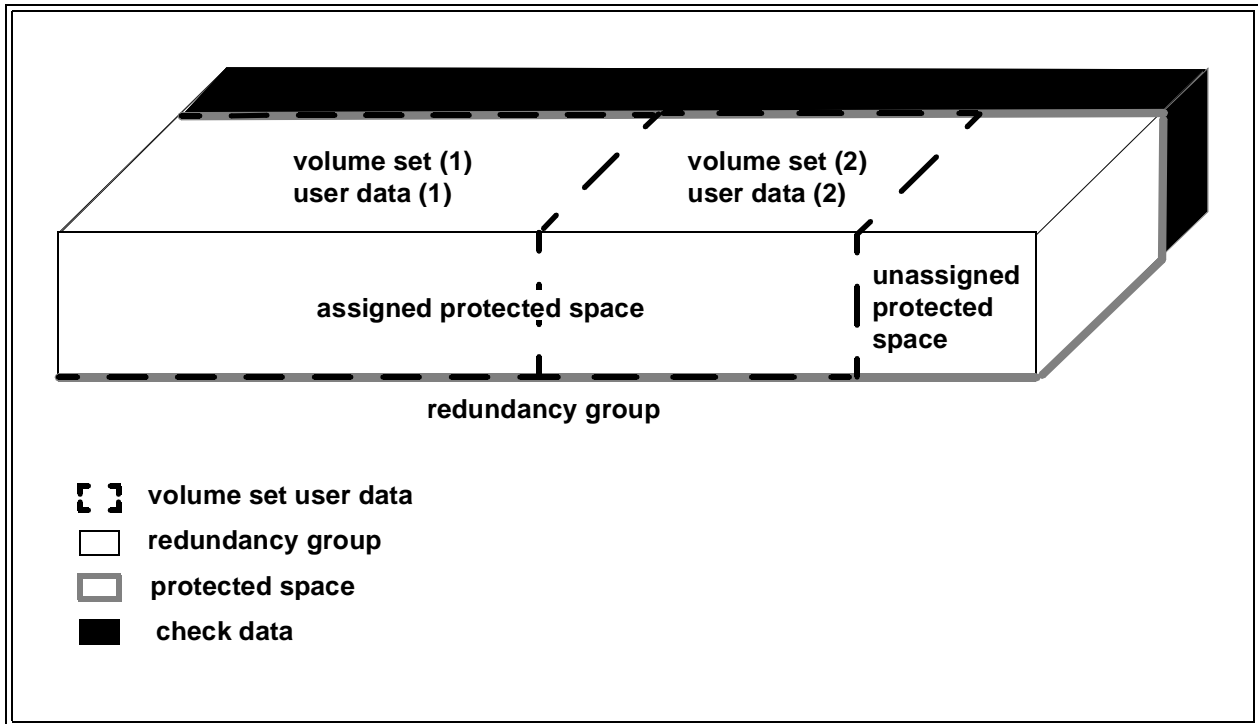 volume set (1)
user data (1)
volume set (2)
user data (2)
assigned protected space
unassigned
protected
space
redundancy group
volume set user data
redundancy group
protected space
check data